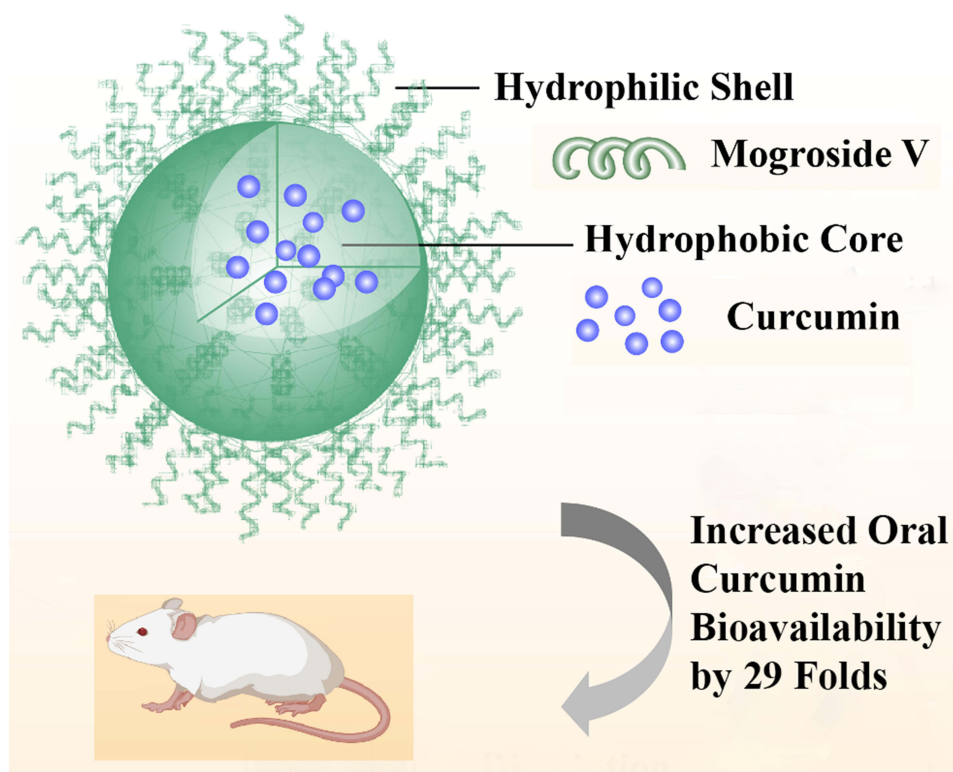 Hydrophilic Shell
Mogroside V
Hydrophobic Core
Curcumin
Increased Oral
Curcumin
Bioavailability
by 29 Folds